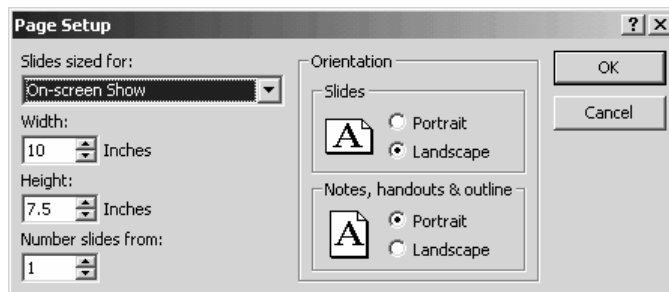 Page Setup
Slides sized for:
On-screen Show
Width:
10 Inches
Height:
7.5 Inches
Number slides from:
1
Orientation
Slides
A
Portrait
Landscape
Notes, handouts & outline
A
Portrait
Landscape
OK
Cancel